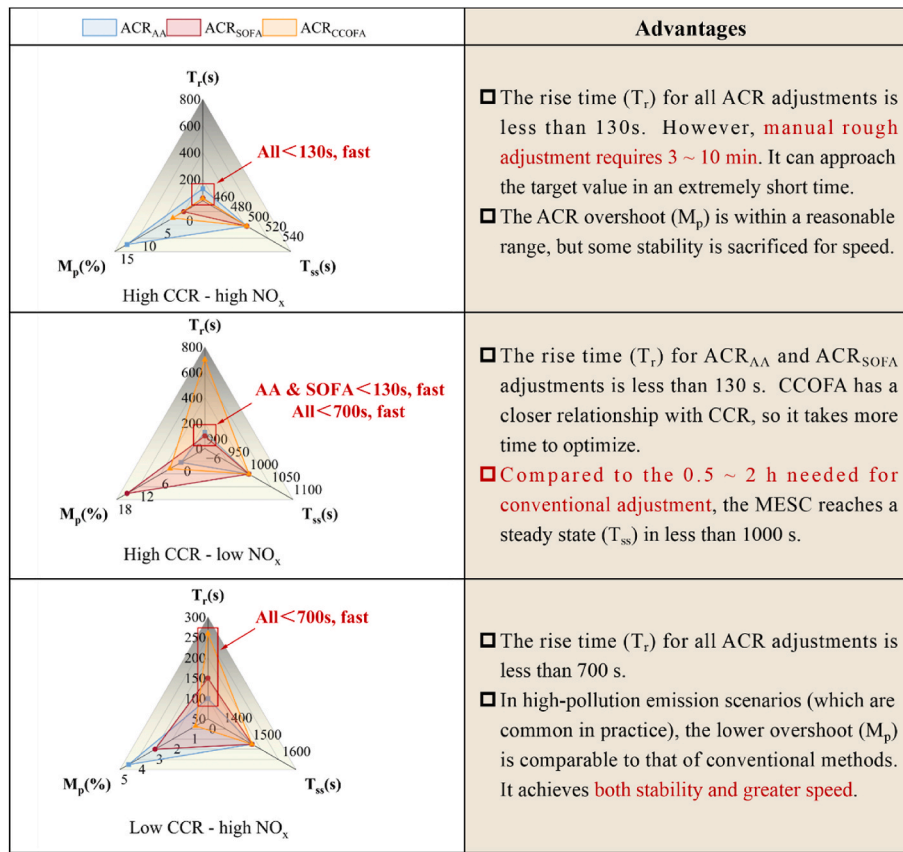 ACR_AA ACR_SOFA ACR_CCOFA
Advantages
T_r(s)
800
600
400
200
All＜130s, fast
460
480
500
520
540
0
5
10
15
M_p(%)
T_ss(s)
High CCR - high NO_x
☐ The rise time (T_r) for all ACR adjustments is
less than 130s. However, manual rough
adjustment requires 3 ~ 10 min. It can approach
the target value in an extremely short time.
☐ The ACR overshoot (M_p) is within a reasonable
range, but some stability is sacrificed for speed.
T_r(s)
800
600
400
200
0
AA & SOFA＜130s, fast
All＜700s, fast
900
950
1000
1050
1100
-6
0
6
12
18
M_p(%)
T_ss(s)
High CCR - low NO_x
☐ The rise time (T_r) for ACR_AA and ACR_SOFA
adjustments is less than 130 s. CCOFA has a
closer relationship with CCR, so it takes more
time to optimize.
☐ Compared to the 0.5 ~ 2 h needed for
conventional adjustment, the MESC reaches a
steady state (T_ss) in less than 1000 s.
T_r(s)
300
250
200
150
100
50
All＜700s, fast
1400
1500
1600
0
1
2
3
4
5
M_p(%)
T_ss(s)
Low CCR - high NO_x
☐ The rise time (T_r) for all ACR adjustments is
less than 700 s.
☐ In high-pollution emission scenarios (which are
common in practice), the lower overshoot (M_p)
is comparable to that of conventional methods.
It achieves both stability and greater speed.